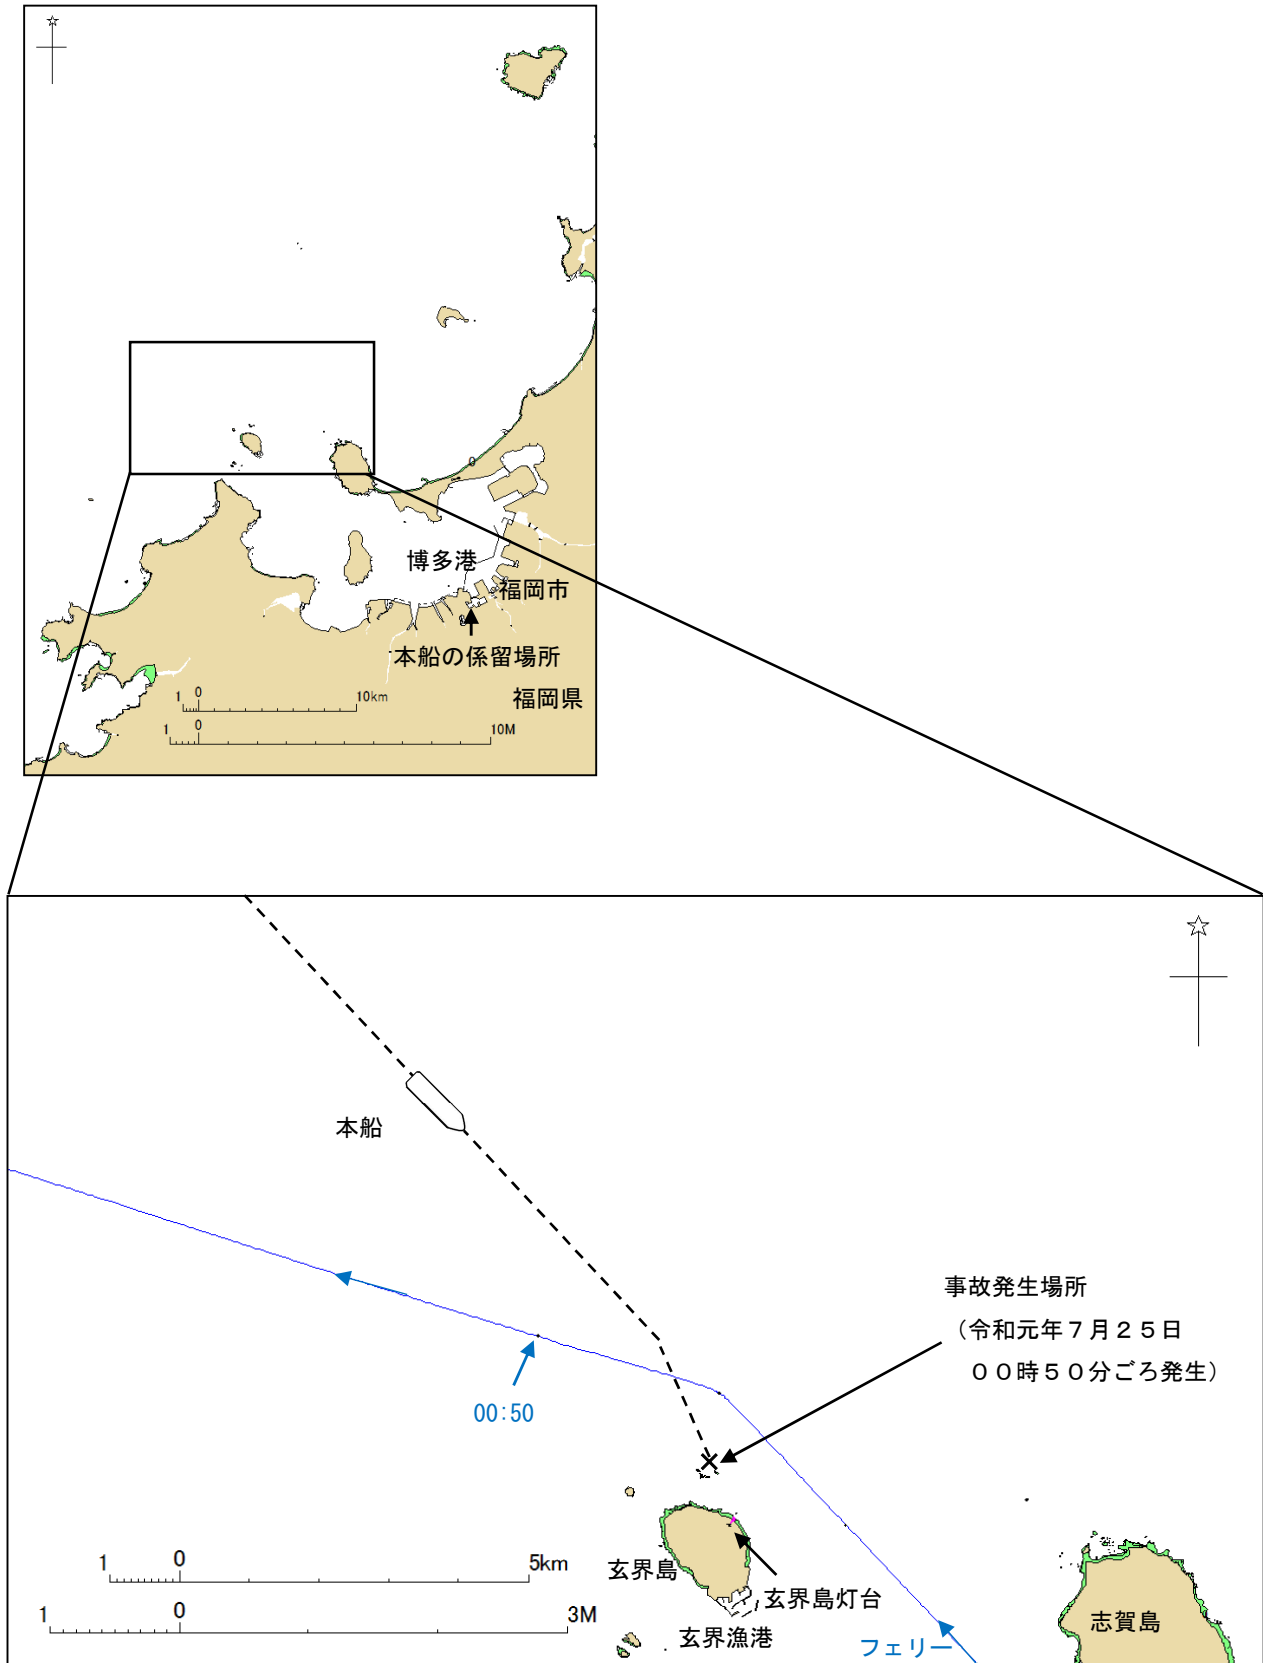 博多港
福岡市
本船の係留場所
福岡県
1 0 10km
1 0 10M
本船
事故発生場所
（令和元年７月２５日
００時５０分ごろ発生）
00:50
玄界島
玄界島灯台
玄界漁港
フェリー
志賀島
1 0 5km
1 0 3M